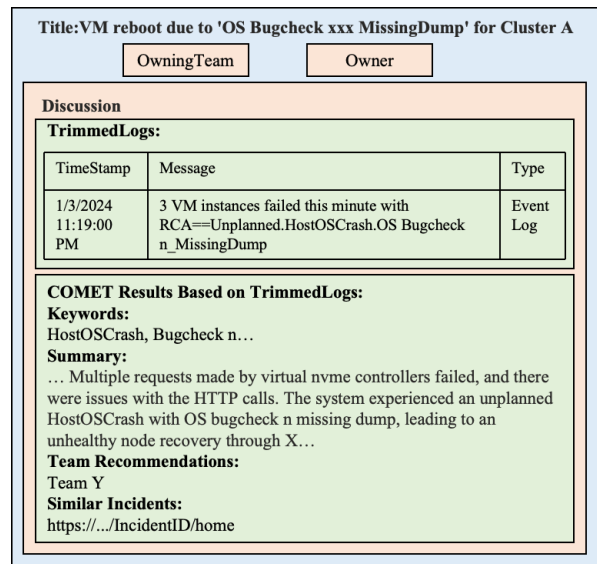 Title:VM reboot due to 'OS Bugcheck xxx MissingDump' for Cluster A
OwningTeam Owner
Discussion
TrimmedLogs:
TimeStamp Message Type
1/3/2024 3 VM instances failed this minute with Event
11:19:00 RCA==Unplanned.HostOSCrash.OS Bugcheck Log
PM n_MissingDump
COMET Results Based on TrimmedLogs:
Keywords:
HostOSCrash, Bugcheck n…
Summary:
… Multiple requests made by virtual nvme controllers failed, and there
were issues with the HTTP calls. The system experienced an unplanned
HostOSCrash with OS bugcheck n missing dump, leading to an
unhealthy node recovery through X…
Team Recommendations:
Team Y
Similar Incidents:
https://.../IncidentID/home